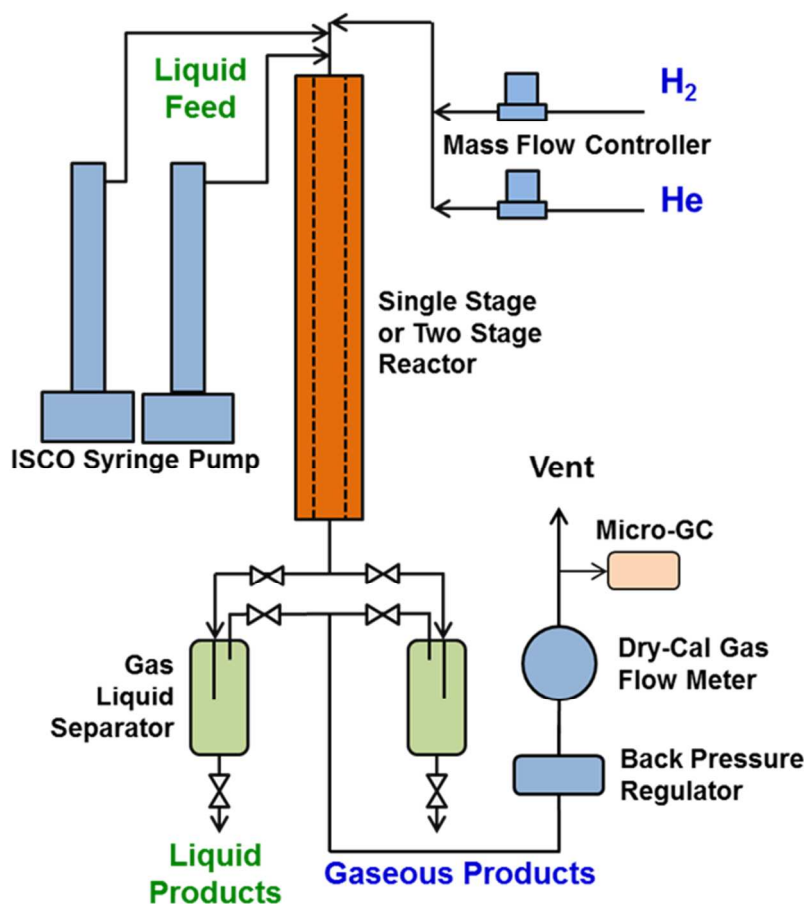 Liquid
Feed
H₂
Mass Flow Controller
He
Single Stage
or Two Stage
Reactor
ISCO Syringe Pump
Vent
Micro-GC
Gas
Liquid
Separator
Dry-Cal Gas
Flow Meter
Back Pressure
Regulator
Liquid
Products
Gaseous Products